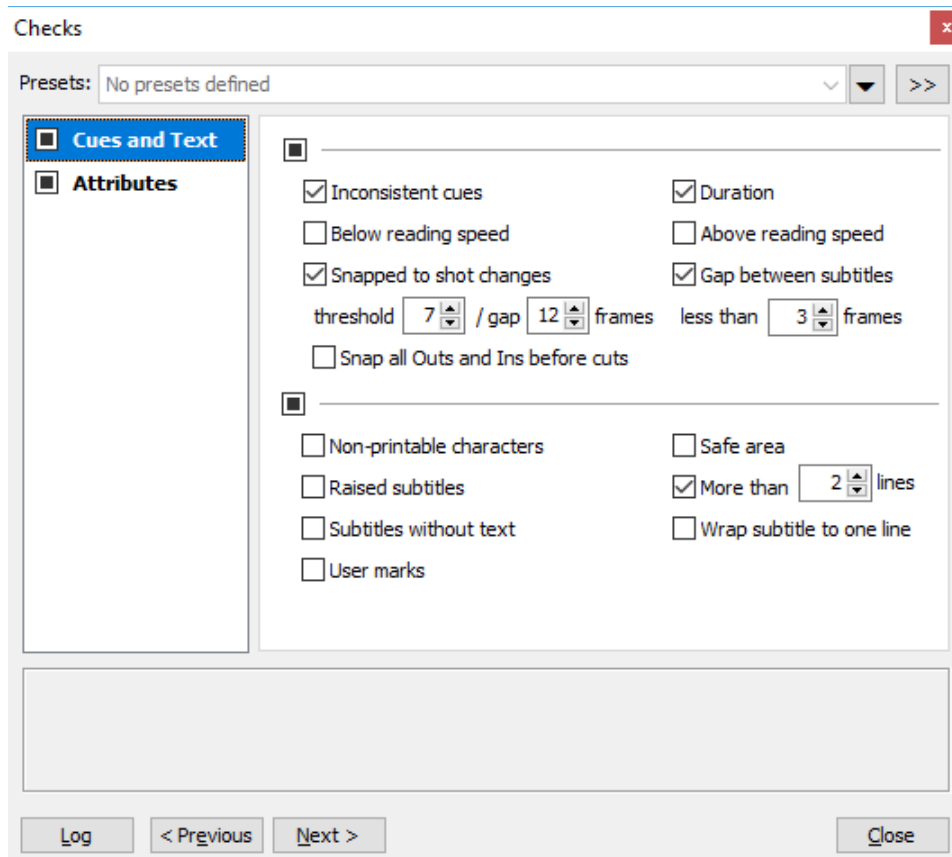 Checks
x
Presets: No presets defined >>
Cues and Text
Attributes
Inconsistent cues Duration
Below reading speed Above reading speed
Snapped to shot changes Gap between subtitles
threshold 7 / gap 12 frames less than 3 frames
Snap all Outs and Ins before cuts
Non-printable characters Safe area
Raised subtitles More than 2 lines
Subtitles without text Wrap subtitle to one line
User marks
Log < Previous Next > Close